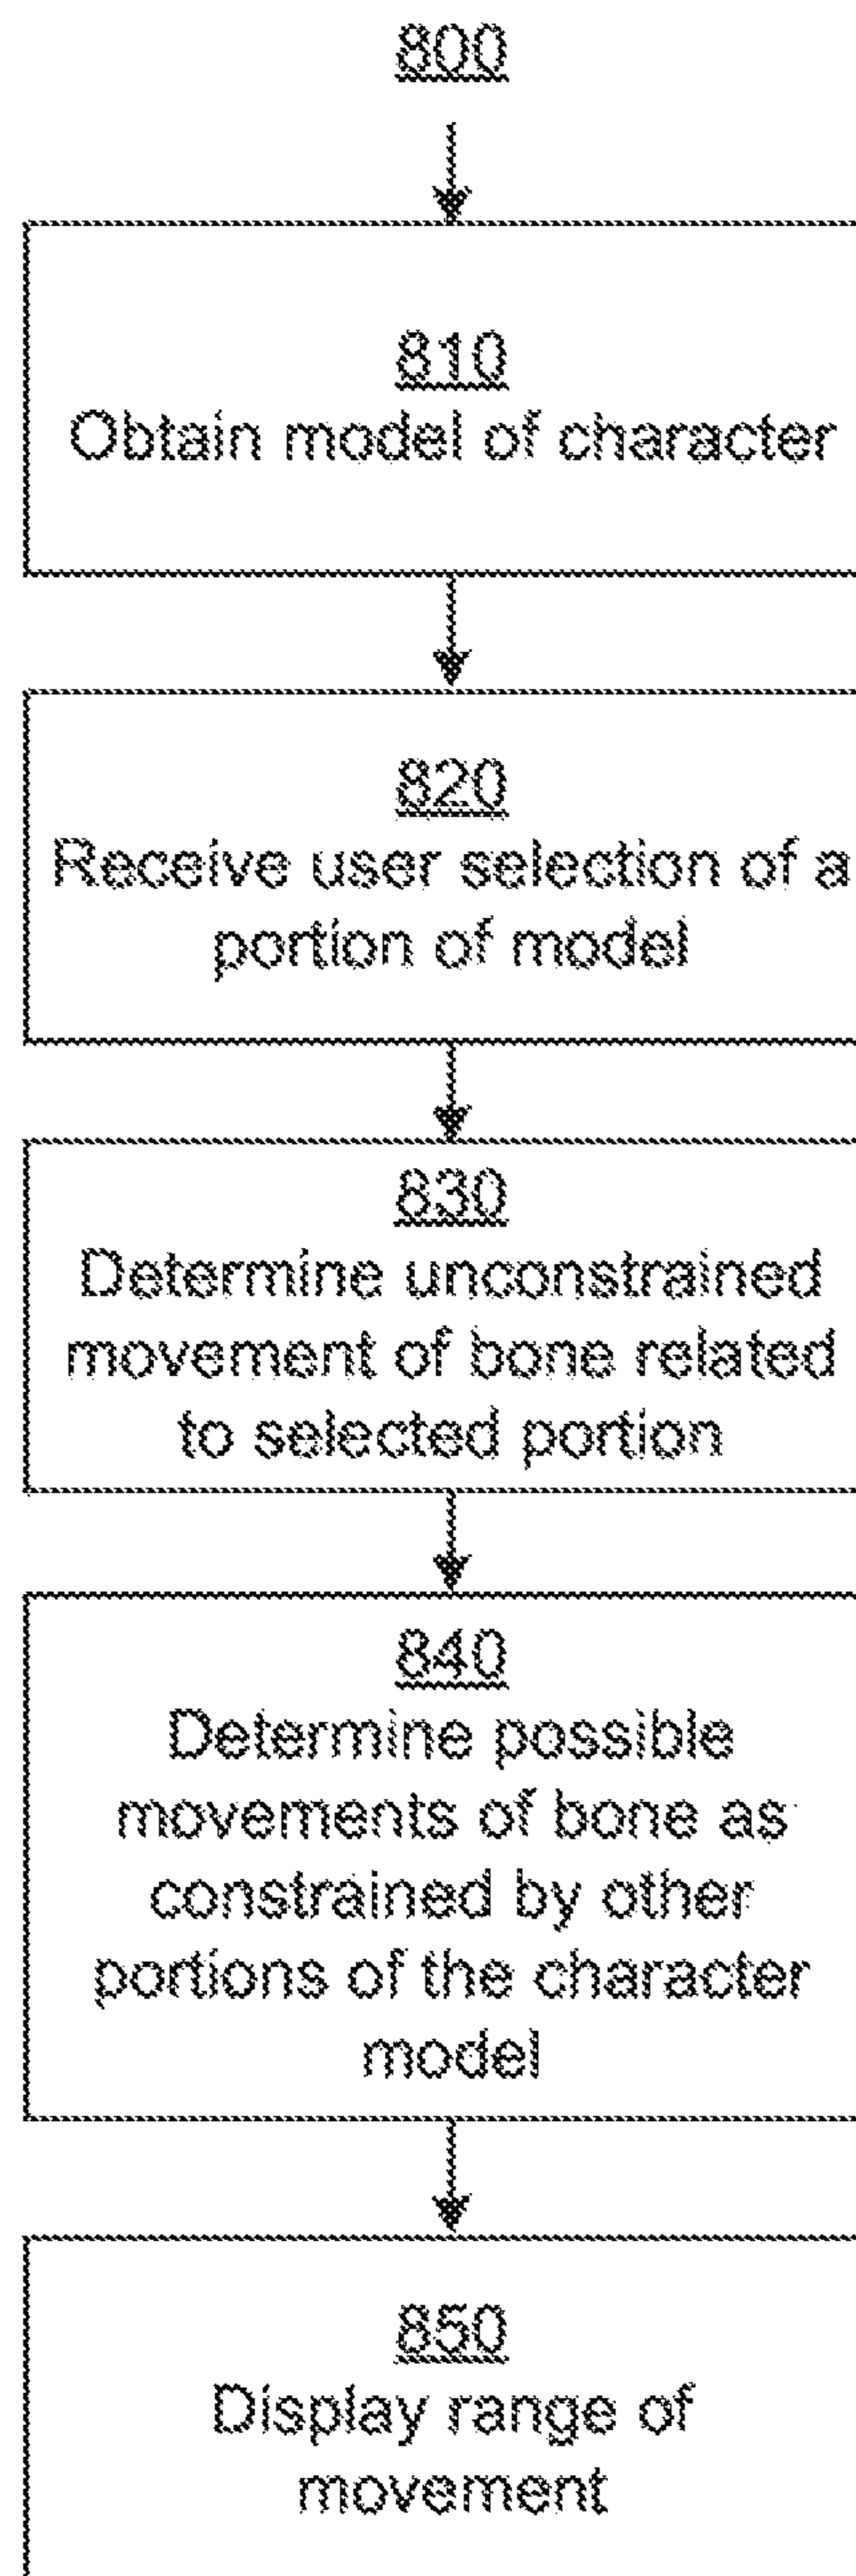 800
810
Obtain model of character
820
Receive user selection of a
portion of model
830
Determine unconstrained
movement of bone related
to selected portion
840
Determine possible
movements of bone as
constrained by other
portions of the character
model
850
Display range of
movement